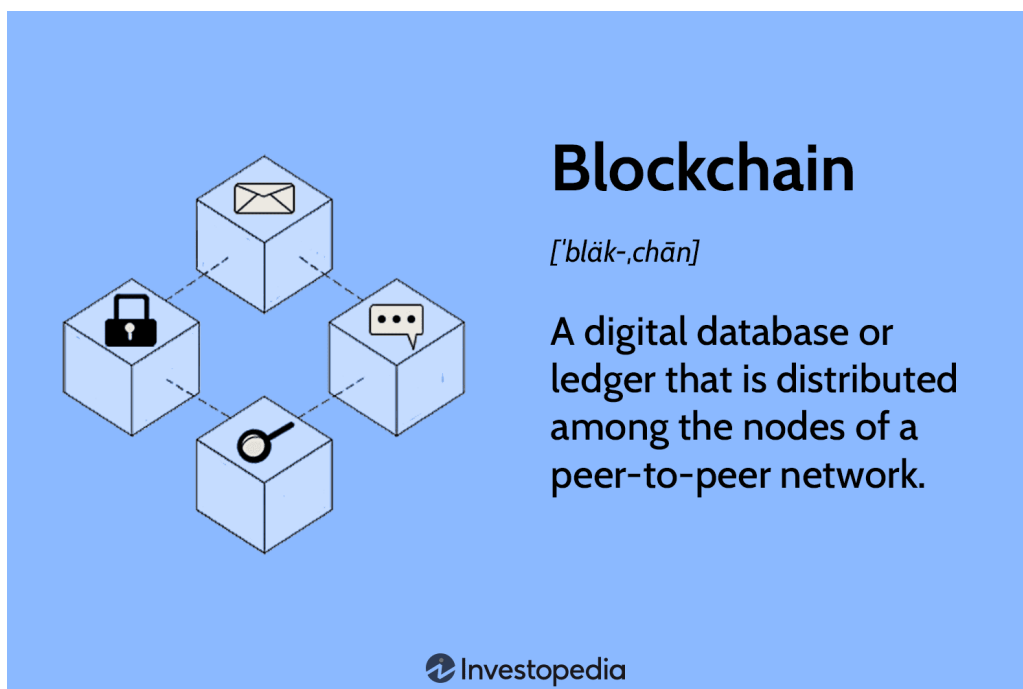 Blockchain
[ˈbläk-ˌchān]
A digital database or
ledger that is distributed
among the nodes of a
peer-to-peer network.
Investopedia